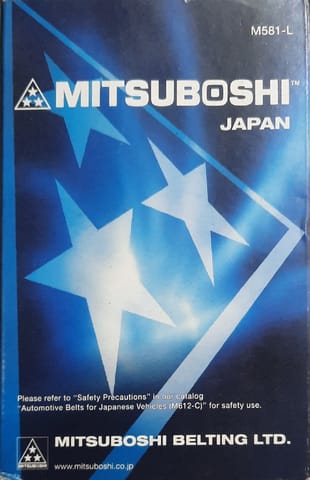 M581-L
MITSUBOSHI™
JAPAN
Please refer to "Safety Precautions" in our catalog
"Automotive Belts for Japanese Vehicles (M612-C)" for safety use.
MITSUBOSHI
MITSUBOSHI BELTING LTD.
www.mitsuboshi.co.jp